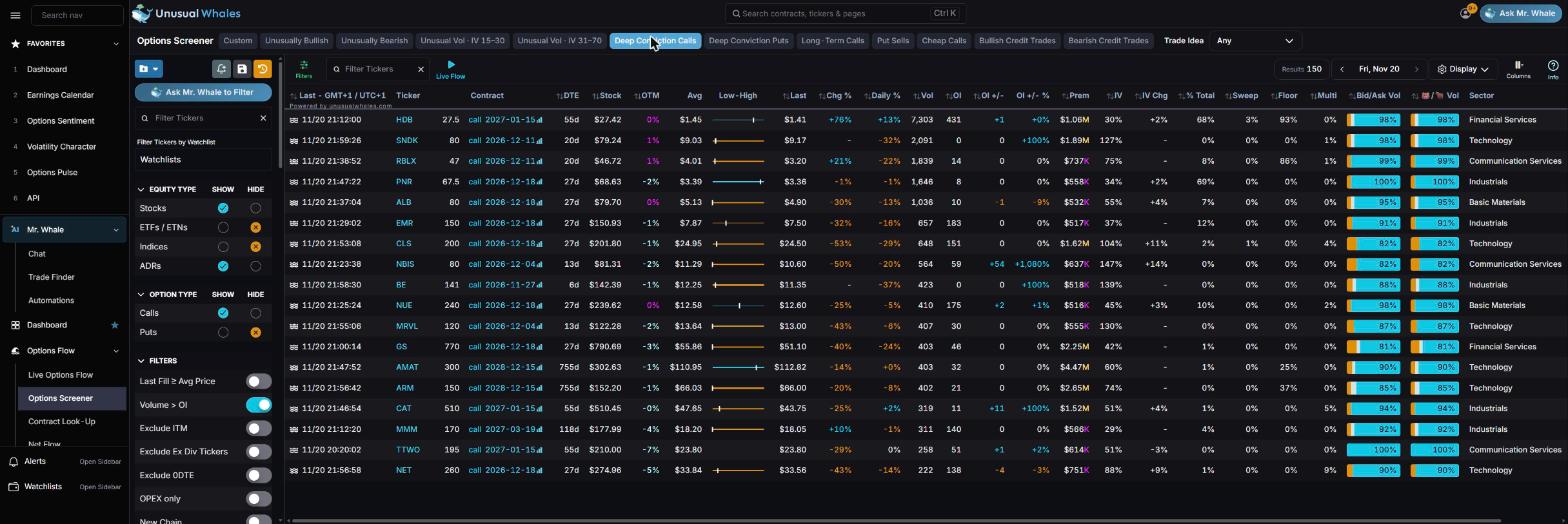 Search nav
Unusual Whales
Search contracts, tickers & pages Ctrl K
9+ Ask Mr. Whale
FAVORITES
1 Dashboard
2 Earnings Calendar
3 Options Sentiment
4 Volatility Character
5 Options Pulse
6 API
AI Mr. Whale
Chat
Trade Finder
Automations
Dashboard
Options Flow
Live Options Flow
Options Screener
Contract Look-Up
Net Flow
Alerts Open Sidebar
Watchlists Open Sidebar
Options Screener Custom Unusually Bullish Unusually Bearish Unusual Vol · IV 15–30 Unusual Vol · IV 31–70 Deep Conviction Calls Deep Conviction Puts Long-Term Calls Put Sells Cheap Calls Bullish Credit Trades Bearish Credit Trades Trade Idea Any
Ask Mr. Whale to Filter
Filter Tickers
Filter Tickers by Watchlist
Watchlists
EQUITY TYPE SHOW HIDE
Stocks
ETFs / ETNs
Indices
ADRs
OPTION TYPE SHOW HIDE
Calls
Puts
FILTERS
Last Fill ≥ Avg Price
Volume > OI
Exclude ITM
Exclude Ex Div Tickers
Exclude 0DTE
OPEX only
New Chain
Filters Filter Tickers Live Flow Results 150 Fri, Nov 20 Display Columns Info
Last - GMT+1 / UTC+1 Ticker Contract DTE Stock OTM Avg Low-High Last Chg % Daily % Vol OI OI +/- OI +/- % Prem IV IV Chg % Total Sweep Floor Multi Bid/Ask Vol / Vol Sector
Powered by unusualwhales.com
11/20 21:12:00 HDB 27.5 call 2027-01-15 55d $27.42 0% $1.45 $1.41 +76% +13% 7,303 431 +1 +0% $1.06M 30% +2% 68% 3% 93% 0% 98% 98% Financial Services
11/20 21:59:26 SNDK 80 call 2026-12-11 20d $79.24 1% $9.03 $9.17 - -32% 2,091 0 0 +100% $1.89M 127% - 0% 0% 0% 1% 98% 98% Technology
11/20 21:38:52 RBLX 47 call 2026-12-11 20d $46.72 1% $4.01 $3.20 +21% -22% 1,839 14 0 0% $737K 75% - 8% 0% 86% 1% 99% 99% Communication Services
11/20 21:47:22 PNR 67.5 call 2026-12-18 27d $68.63 -2% $3.39 $3.36 -1% -1% 1,646 8 0 0% $558K 34% +2% 69% 0% 0% 0% 100% 100% Industrials
11/20 21:37:04 ALB 80 call 2026-12-18 27d $79.70 0% $5.13 $4.90 -30% -13% 1,036 10 -1 -9% $532K 55% +4% 7% 0% 0% 0% 95% 95% Basic Materials
11/20 21:29:02 EMR 150 call 2026-12-18 27d $150.93 -1% $7.87 $7.50 -32% -16% 657 183 0 0% $517K 37% - 12% 0% 0% 0% 91% 91% Industrials
11/20 21:53:08 CLS 200 call 2026-12-18 27d $201.80 -1% $24.95 $24.50 -53% -29% 648 151 0 0% $1.62M 104% +11% 2% 1% 0% 4% 82% 82% Technology
11/20 21:23:38 NBIS 80 call 2026-12-04 13d $81.31 -2% $11.29 $10.60 -50% -20% 564 59 +54 +1,080% $637K 147% +14% 0% 0% 0% 0% 82% 82% Communication Services
11/20 21:58:30 BE 141 call 2026-11-27 6d $142.39 -1% $12.25 $11.35 - -37% 423 0 0 +100% $518K 139% - 0% 0% 0% 0% 88% 88% Industrials
11/20 21:25:24 NUE 240 call 2026-12-18 27d $239.62 0% $12.58 $12.60 -25% -5% 410 175 +2 +1% $516K 45% +3% 10% 0% 0% 2% 98% 98% Basic Materials
11/20 21:55:06 MRVL 120 call 2026-12-04 13d $122.28 -2% $13.64 $13.00 -43% -6% 407 30 0 0% $555K 130% - 0% 0% 0% 0% 87% 87% Technology
11/20 21:00:14 GS 770 call 2026-12-18 27d $790.69 -3% $55.86 $51.10 -40% -24% 403 46 0 0% $2.25M 42% - 3% 1% 0% 0% 81% 81% Financial Services
11/20 21:47:52 AMAT 300 call 2028-12-15 755d $302.63 -1% $110.95 $112.82 -14% +0% 403 32 0 0% $4.47M 60% - 1% 0% 25% 0% 90% 90% Technology
11/20 21:56:42 ARM 150 call 2028-12-15 755d $152.20 -1% $66.03 $66.00 -20% -8% 402 21 0 0% $2.65M 74% - 0% 0% 37% 0% 85% 85% Technology
11/20 21:46:54 CAT 510 call 2027-01-15 55d $510.45 -0% $47.65 $43.75 -25% +2% 319 11 +11 +100% $1.52M 51% +4% 1% 0% 0% 5% 94% 94% Industrials
11/20 21:12:20 MMM 170 call 2027-03-19 118d $177.99 -4% $18.20 $18.05 +10% -1% 311 140 0 0% $566K 29% - 4% 0% 0% 0% 92% 92% Industrials
11/20 20:20:02 TTWO 195 call 2027-01-15 55d $210.00 -7% $23.80 $23.80 -29% 0% 258 51 +1 +2% $614K 51% -3% 0% 0% 0% 0% 100% 100% Communication Services
11/20 21:56:58 NET 260 call 2026-12-18 27d $274.96 -5% $33.84 $33.56 -43% -14% 222 138 -4 -3% $751K 88% +9% 1% 0% 0% 9% 90% 90% Technology